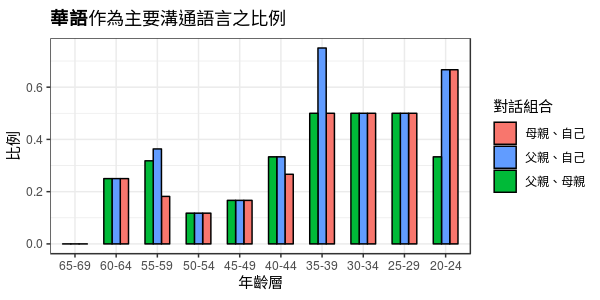 華語作為主要溝通語言之比例
0.6
0.4
0.2
0.0
比例
65-69 60-64 55-59 50-54 45-49 40-44 35-39 30-34 25-29 20-24
年齡層
對話組合
母親、自己
父親、自己
父親、母親